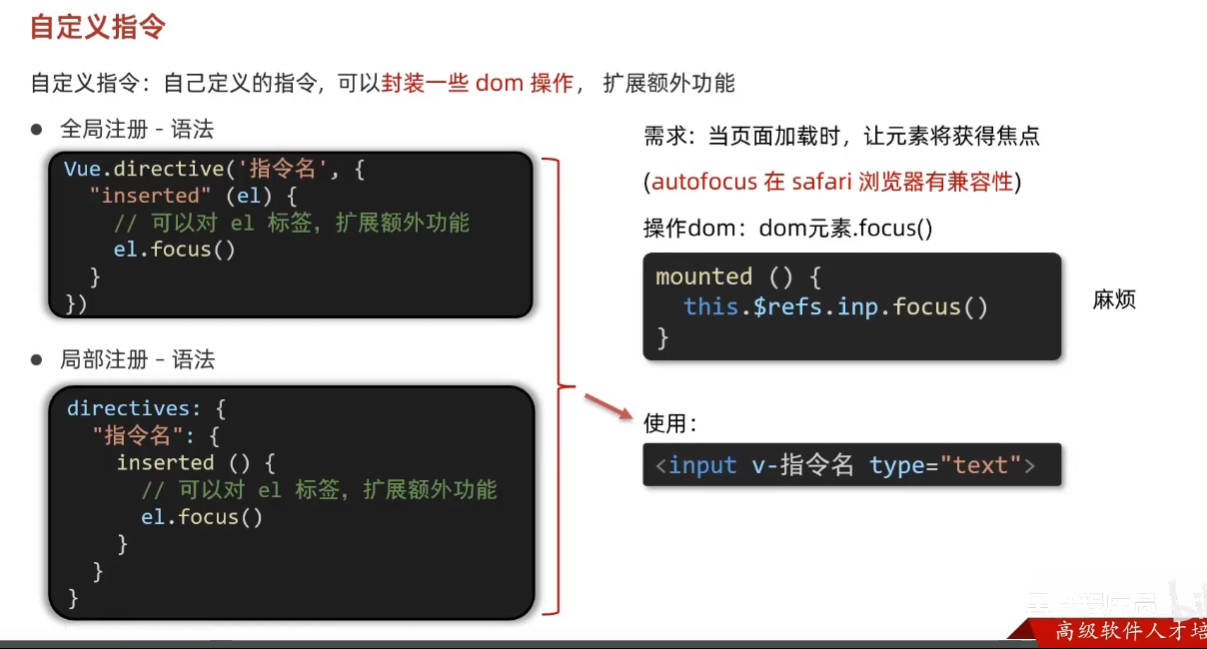 自定义指令
自定义指令：自己定义的指令, 可以封装一些 dom 操作， 扩展额外功能
● 全局注册 - 语法
Vue.directive('指令名', {
  "inserted" (el) {
    // 可以对 el 标签，扩展额外功能
    el.focus()
  }
})
● 局部注册 - 语法
directives: {
  "指令名": {
    inserted () {
      // 可以对 el 标签，扩展额外功能
      el.focus()
    }
  }
}
需求：当页面加载时，让元素将获得焦点
(autofocus 在 safari 浏览器有兼容性)
操作dom：dom元素.focus()
mounted () {
  this.$refs.inp.focus()
}
麻烦
使用：
<input v-指令名 type="text">
高级软件人才培